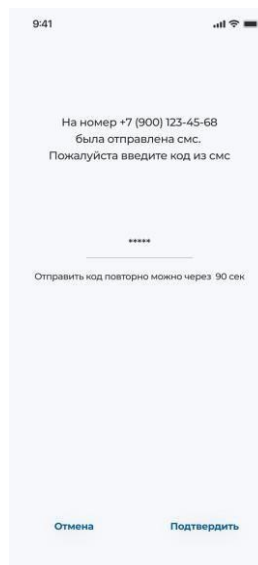 9:41
На номер +7 (900) 123-45-68
была отправлена смс.
Пожалуйста введите код из смс
*****
Отправить код повторно можно через 90 сек
Отмена Подтвердить